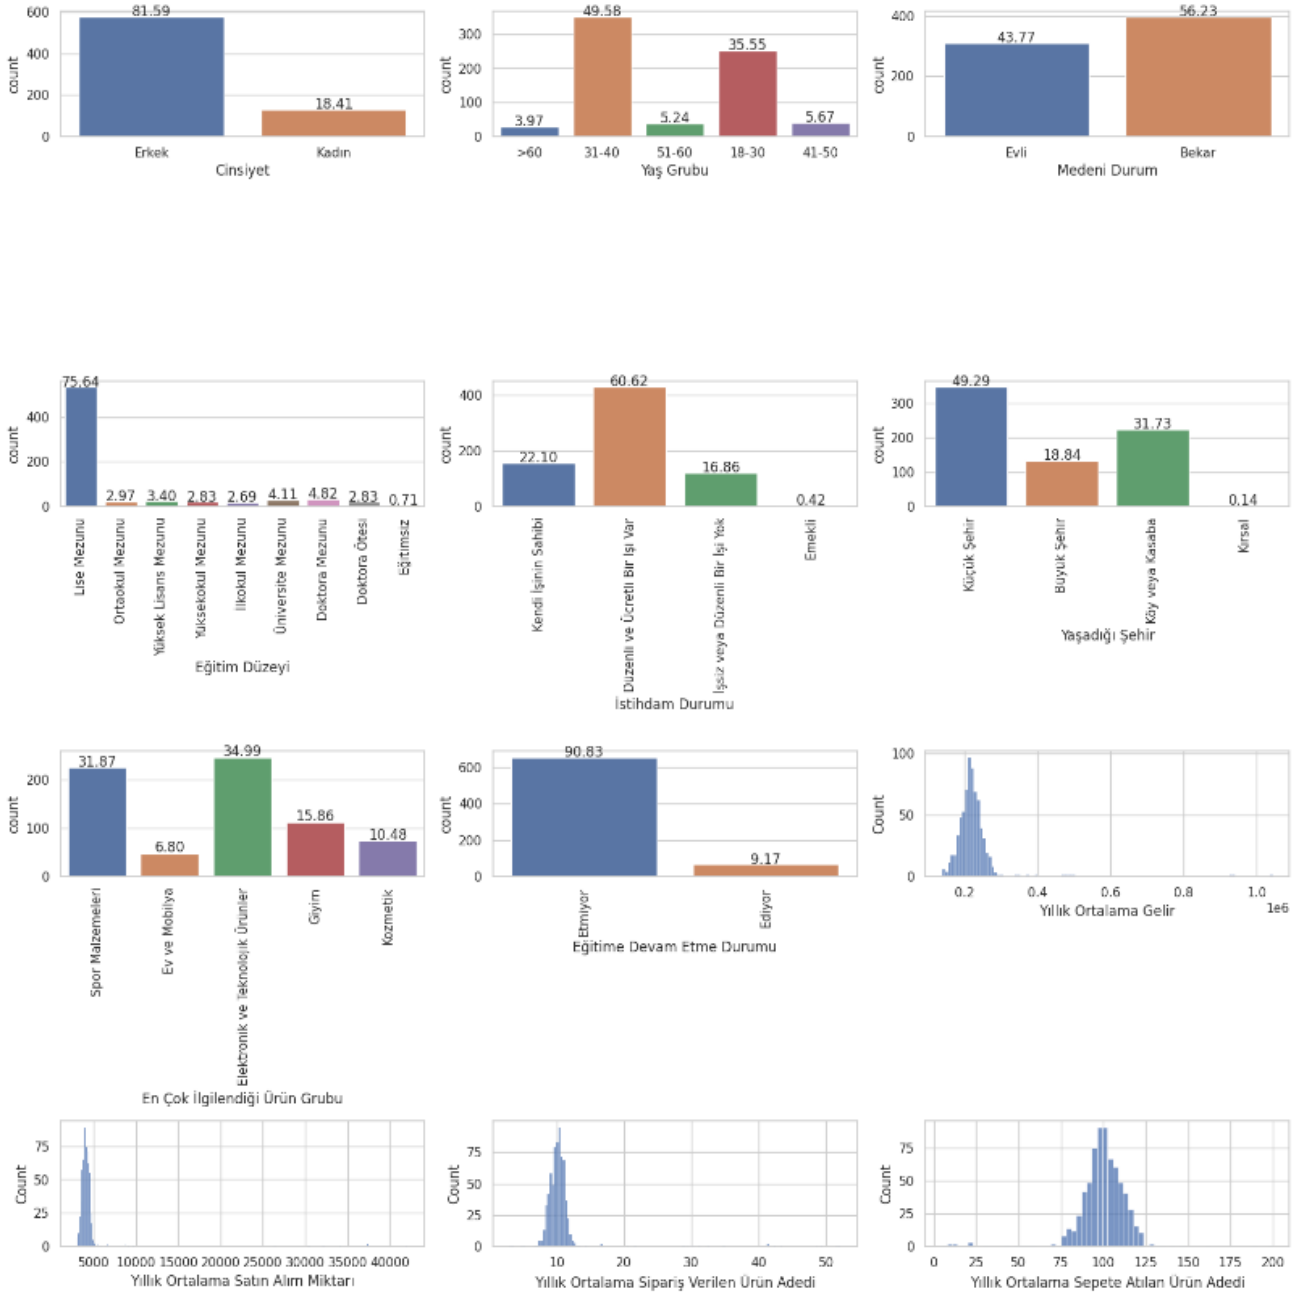 81.59
18.41
count
600
400
200
0
Erkek
Kadın
Cinsiyet
3.97
49.58
5.24
35.55
5.67
count
300
200
100
0
>60
31-40
51-60
18-30
41-50
Yaş Grubu
43.77
56.23
count
400
200
0
Evli
Bekar
Medeni Durum
75.64
2.97
3.40
2.83
2.69
4.11
4.82
2.83
0.71
count
400
200
0
Lise Mezunu
Ortaokul Mezunu
Yüksek Lisans Mezunu
Yüksekokul Mezunu
İlkokul Mezunu
Üniversite Mezunu
Doktora Mezunu
Doktora Ötesi
Eğitimsiz
Eğitim Düzeyi
22.10
60.62
16.86
0.42
count
400
200
0
Kendi İşinin Sahibi
Düzenli ve Ücretli Bir İşi Var
İşsiz veya Düzenli Bir İşi Yok
Emekli
İstihdam Durumu
49.29
18.84
31.73
0.14
count
300
200
100
0
Küçük Şehir
Büyük Şehir
Köy veya Kasaba
Kırsal
Yaşadığı Şehir
31.87
6.80
34.99
15.86
10.48
count
200
100
0
Spor Malzemeleri
Ev ve Mobilya
Elektronik ve Teknolojik Ürünler
Giyim
Kozmetik
En Çok İlgilendiği Ürün Grubu
90.83
9.17
count
600
400
200
0
Etmiyor
Ediyor
Eğitime Devam Etme Durumu
Count
100
50
0
0.2
0.4
0.6
0.8
1.0
1e6
Yıllık Ortalama Gelir
Count
75
50
25
0
5000
10000
15000
20000
25000
30000
35000
40000
Yıllık Ortalama Satın Alım Miktarı
Count
75
50
25
0
10
20
30
40
50
Yıllık Ortalama Sipariş Verilen Ürün Adedi
Count
75
50
25
0
0
25
50
75
100
125
150
175
200
Yıllık Ortalama Sepete Atılan Ürün Adedi